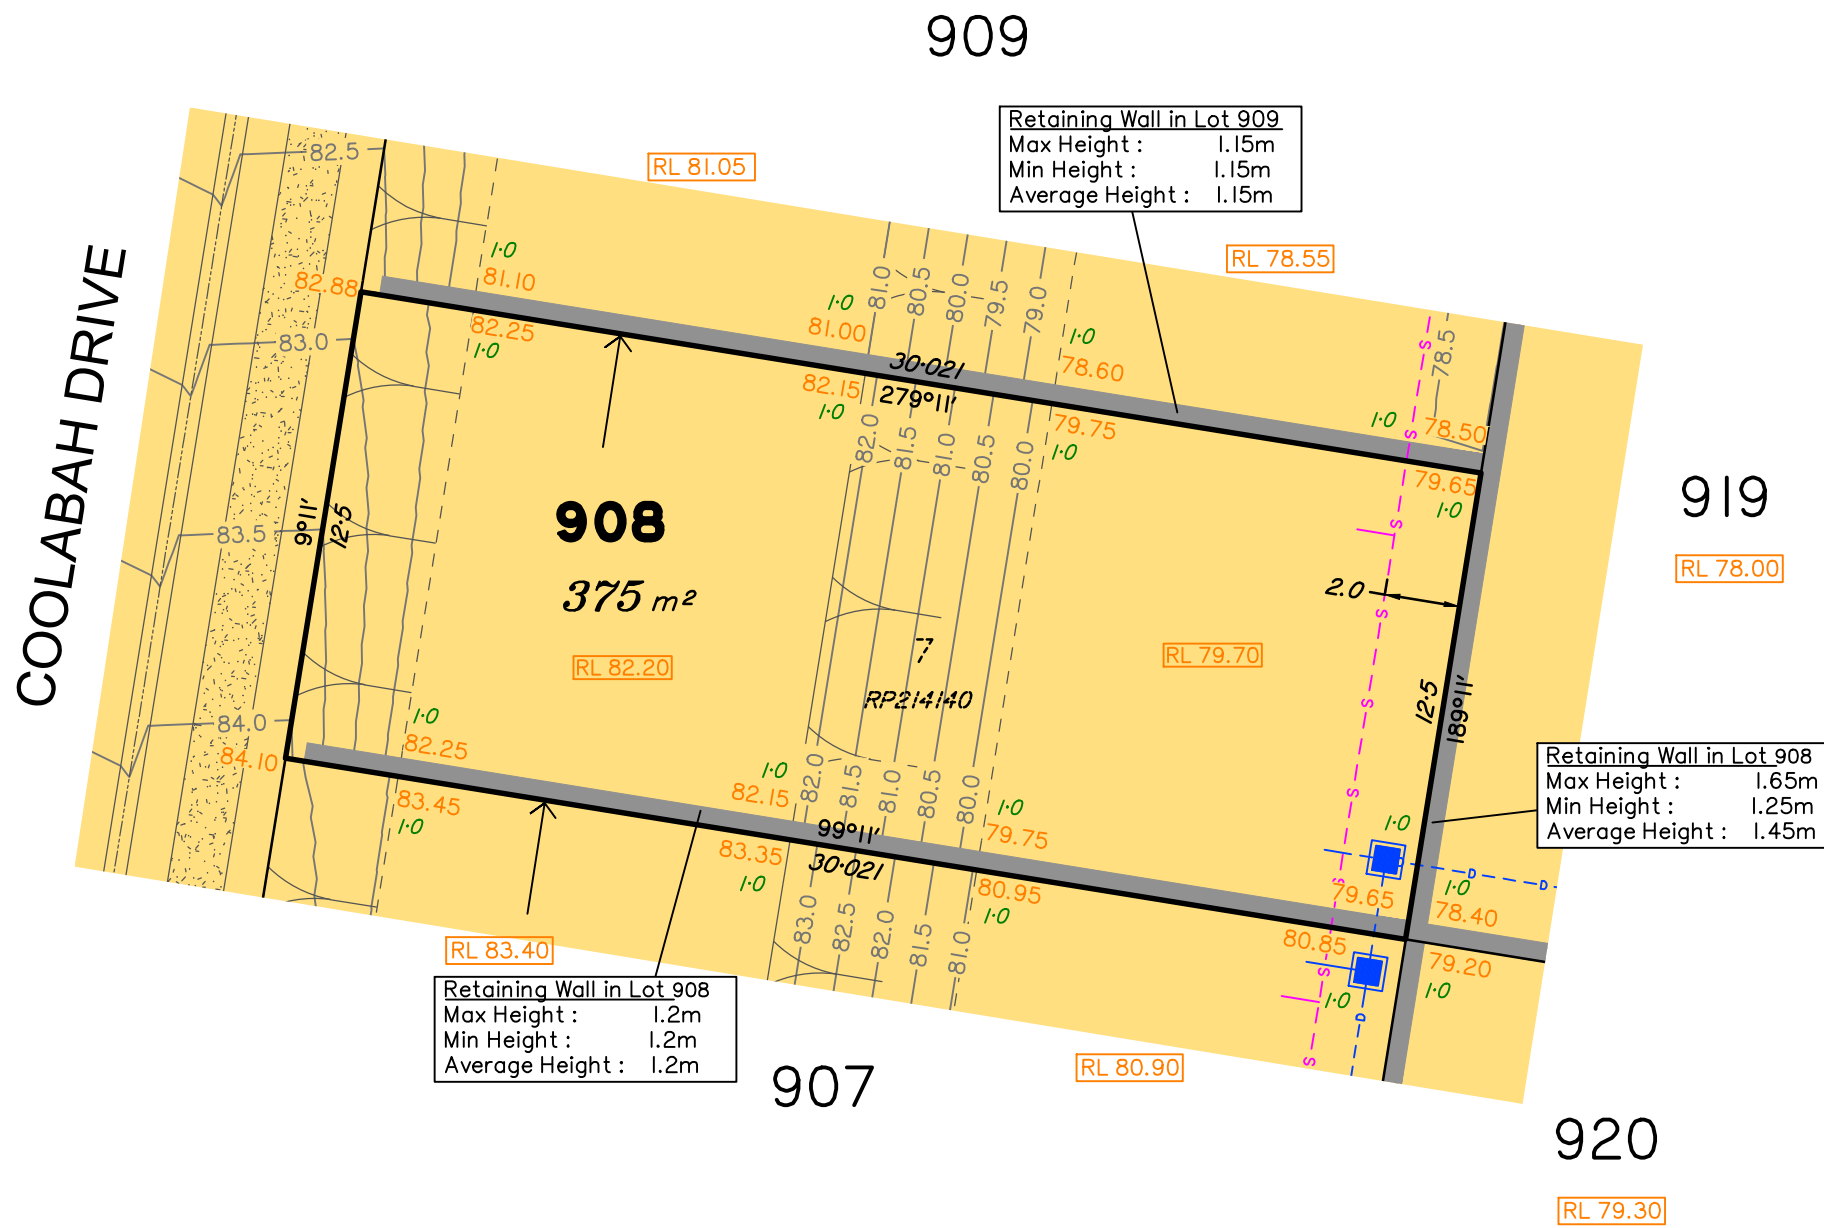 909
Retaining Wall in Lot 909
Max Height : 1.15m
Min Height : 1.15m
Average Height : 1.15m
82.5
RL 81.05
RL 78.55
COOLABAH DRIVE
1·0
81.10
82.88
82.25
1·0
83.0
81.0
80.5
80.0
79.5
79.0
1·0
81.00
1·0
78.60
30·021
279°11'
82.15
1·0
79.75
1·0
S
78.5
1·0
78.50
79.65
1·0
82.0
81.5
81.0
80.5
80.0
S
S
919
RL 78.00
9°11'
12·5
83.5
908
375 m²
RL 82.20
2.0
S
7
RP214140
RL 79.70
S
12·5
189°11'
84.0
84.10
1·0
82.25
83.45
1·0
1·0
82.15
82.0
81.5
81.0
80.5
80.0
1·0
79.75
99°11'
30·021
83.35
1·0
80.95
1·0
S
Retaining Wall in Lot 908
Max Height : 1.65m
Min Height : 1.25m
Average Height : 1.45m
1·0
D
D
D
S
79.65
1·0
78.40
80.85
79.20
1·0
S
1·0
D
S
83.0
82.5
82.0
81.5
81.0
RL 83.40
Retaining Wall in Lot 908
Max Height : 1.2m
Min Height : 1.2m
Average Height : 1.2m
907
RL 80.90
920
RL 79.30